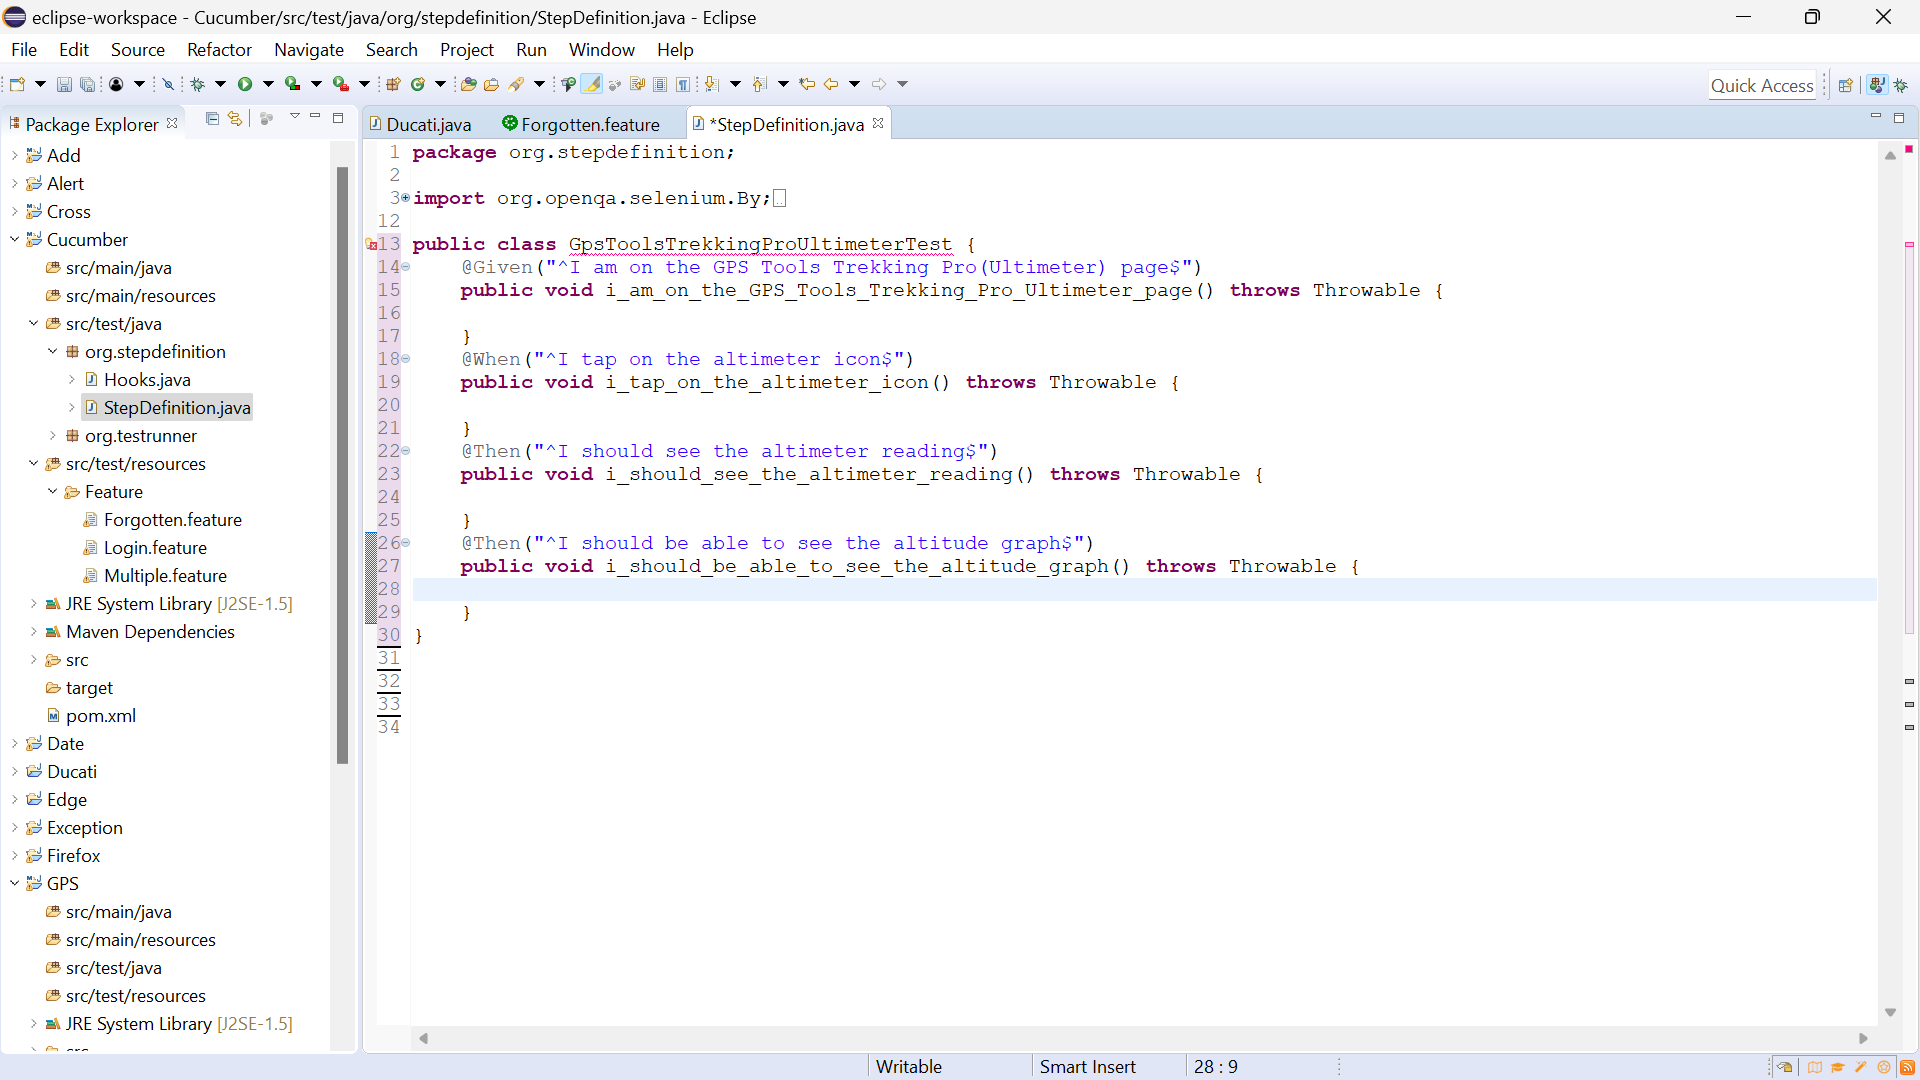 eclipse-workspace - Cucumber/src/test/java/org/stepdefinition/StepDefinition.java - Eclipse
File Edit Source Refactor Navigate Search Project Run Window Help
Quick Access
Package Explorer
Ducati.java Forgotten.feature *StepDefinition.java
Add
Alert
Cross
Cucumber
src/main/java
src/main/resources
src/test/java
org.stepdefinition
Hooks.java
StepDefinition.java
org.testrunner
src/test/resources
Feature
Forgotten.feature
Login.feature
Multiple.feature
JRE System Library [J2SE-1.5]
Maven Dependencies
src
target
pom.xml
Date
Ducati
Edge
Exception
Firefox
GPS
src/main/java
src/main/resources
src/test/java
src/test/resources
JRE System Library [J2SE-1.5]
1 package org.stepdefinition;
2
3 import org.openqa.selenium.By;
12
13 public class GpsToolsTrekkingProUltimeterTest {
14 @Given("^I am on the GPS Tools Trekking Pro(Ultimeter) page$")
15 public void i_am_on_the_GPS_Tools_Trekking_Pro_Ultimeter_page() throws Throwable {
16
17 }
18 @When("^I tap on the altimeter icon$")
19 public void i_tap_on_the_altimeter_icon() throws Throwable {
20
21 }
22 @Then("^I should see the altimeter reading$")
23 public void i_should_see_the_altimeter_reading() throws Throwable {
24
25 }
26 @Then("^I should be able to see the altitude graph$")
27 public void i_should_be_able_to_see_the_altitude_graph() throws Throwable {
28
29 }
30 }
31
32
33
34
Writable Smart Insert 28 : 9